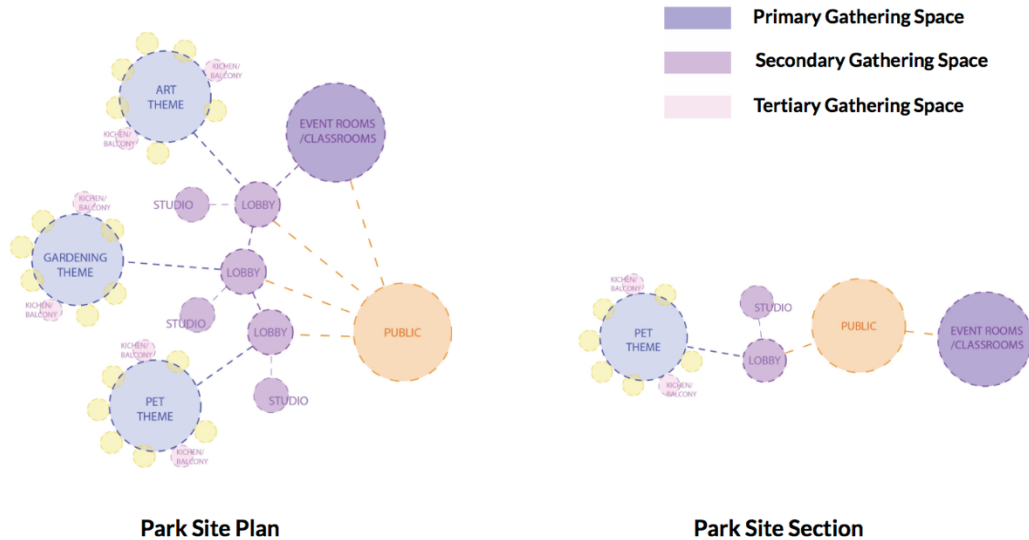 Primary Gathering Space
Secondary Gathering Space
Tertiary Gathering Space
KICHEN/
BALCONY
ART
THEME
KICHEN/
BALCONY
EVENT ROOMS
/CLASSROOMS
STUDIO
LOBBY
KICHEN/
BALCONY
GARDENING
THEME
KICHEN/
BALCONY
LOBBY
STUDIO
LOBBY
PUBLIC
KICHEN/
BALCONY
PET
THEME
KICHEN/
BALCONY
STUDIO
Park Site Plan
KICHEN/
BALCONY
PET
THEME
KICHEN/
BALCONY
STUDIO
LOBBY
PUBLIC
EVENT ROOMS
/CLASSROOMS
Park Site Section